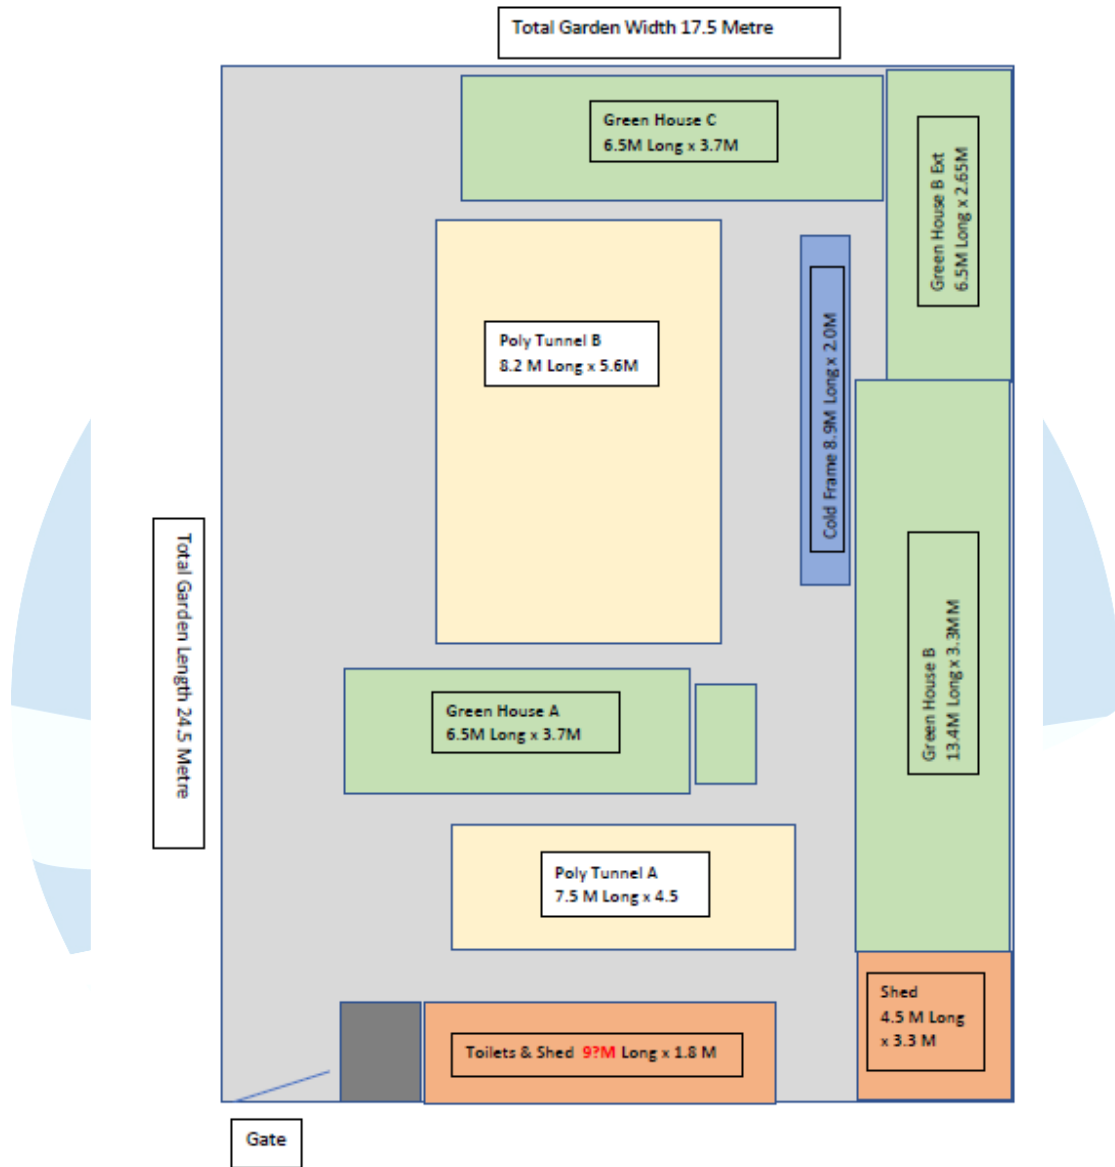 Total Garden Width 17.5 Metre
Green House C
6.5M Long x 3.7M
Green House B Ext
6.5M Long x 2.65M
Poly Tunnel B
8.2 M Long x 5.6M
Cold Frame 8.9M Long x 2.0M
Total Garden Length 24.5 Metre
Green House B
13.4M Long x 3.3MM
Green House A
6.5M Long x 3.7M
Poly Tunnel A
7.5 M Long x 4.5
Shed
4.5 M Long
x 3.3 M
Toilets & Shed 9?M Long x 1.8 M
Gate